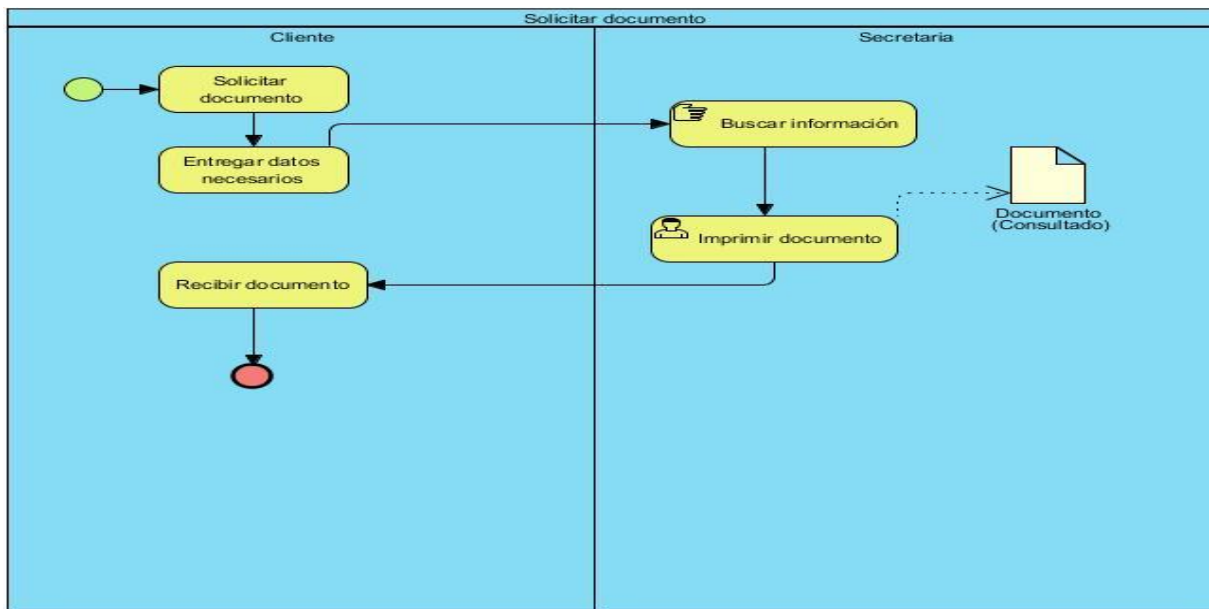 Solicitar documento
Cliente
Secretaria
Solicitar
documento
Entregar datos
necesarios
Buscar información
Imprimir documento
Documento
(Consultado)
Recibir documento